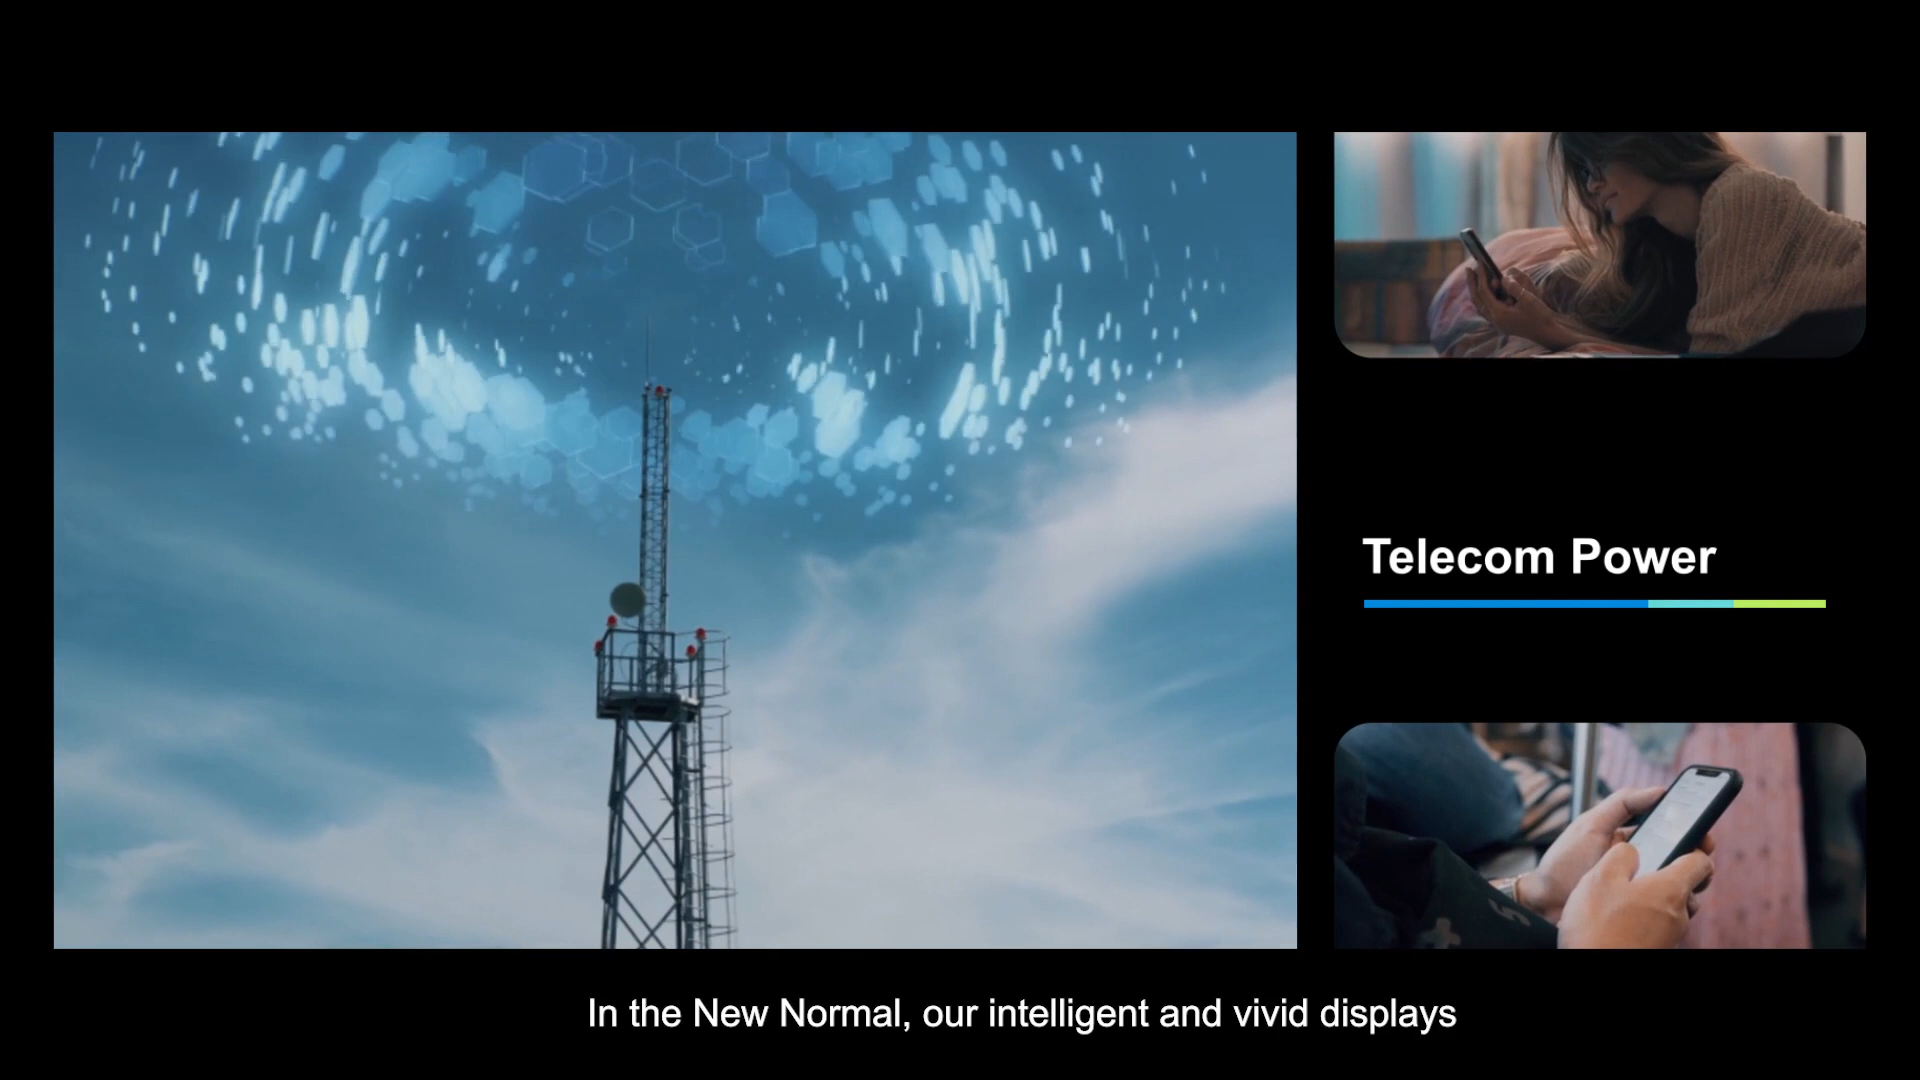 Telecom Power
In the New Normal, our intelligent and vivid displays